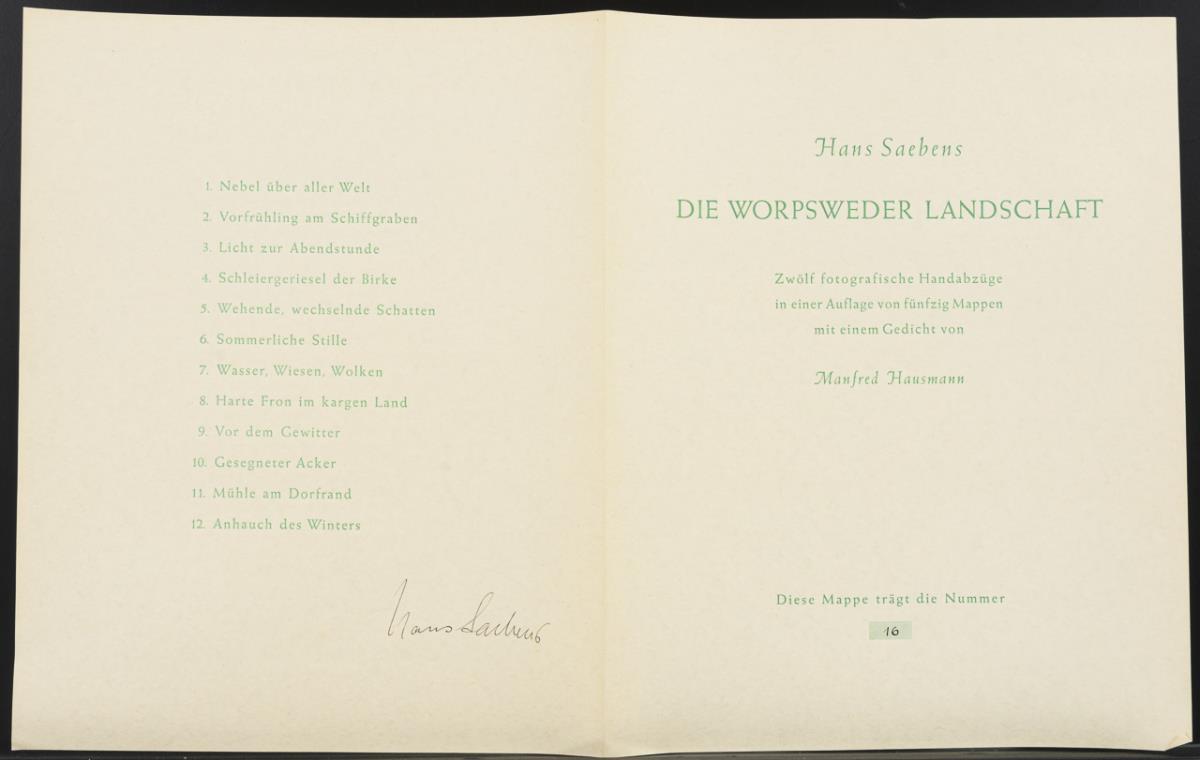 1. Nebel über aller Welt
2. Vorfrühling am Schiffgraben
3. Licht zur Abendstunde
4. Schleiergeriesel der Birke
5. Wehende, wechselnde Schatten
6. Sommerliche Stille
7. Wasser, Wiesen, Wolken
8. Harte Fron im kargen Land
9. Vor dem Gewitter
10. Gesegneter Acker
11. Mühle am Dorfrand
12. Anhauch des Winters
Hans Saebens
Hans Saebens
DIE WORPSWEDER LANDSCHAFT
Zwölf fotografische Handabzüge
in einer Auflage von fünfzig Mappen
mit einem Gedicht von
Manfred Hausmann
Diese Mappe trägt die Nummer
16